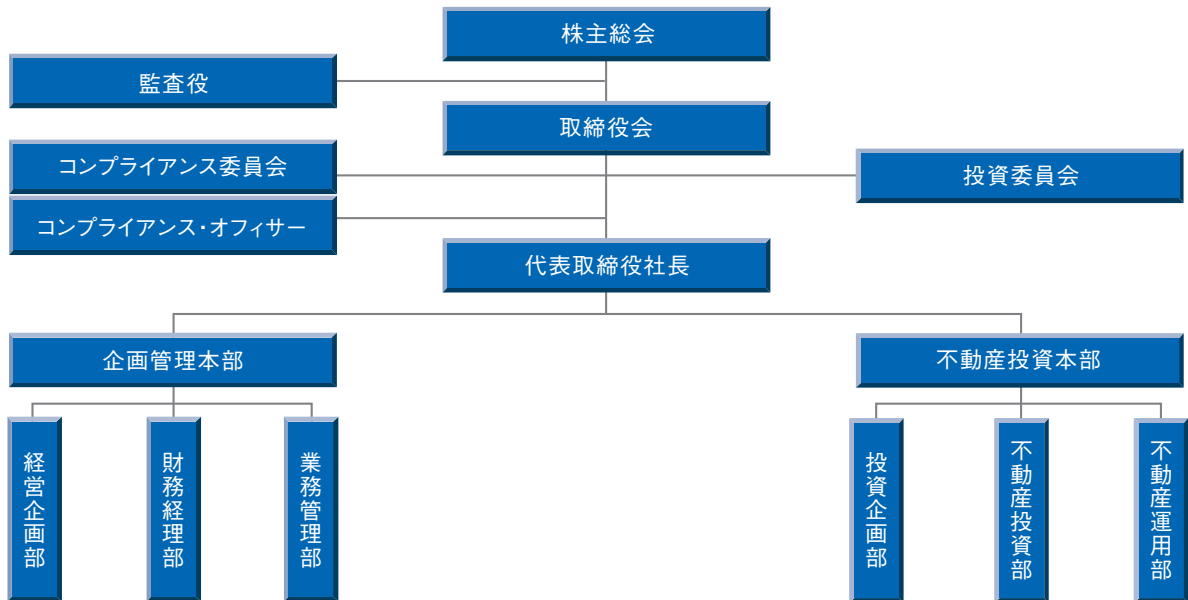 株主総会
監査役
取締役会
コンプライアンス委員会
投資委員会
コンプライアンス・オフィサー
代表取締役社長
企画管理本部
不動産投資本部
経営企画部
財務経理部
業務管理部
投資企画部
不動産投資部
不動産運用部